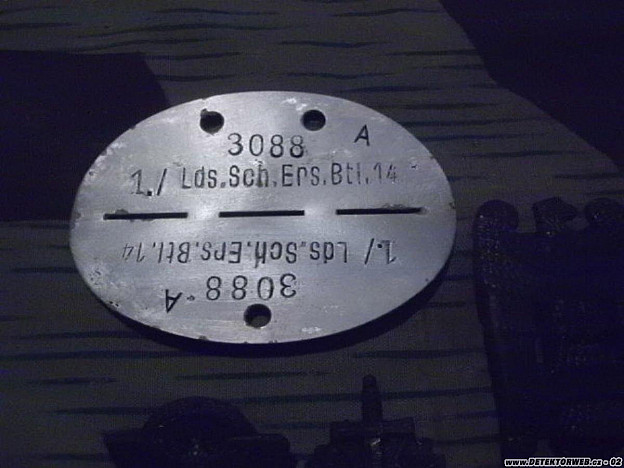 3088 A
1./ Lds.Sch.Ers.Btl.14
1./ Lds.Sch.Ers.Btl.14
3088 A
www.DETEKTORWEB.cz - 02